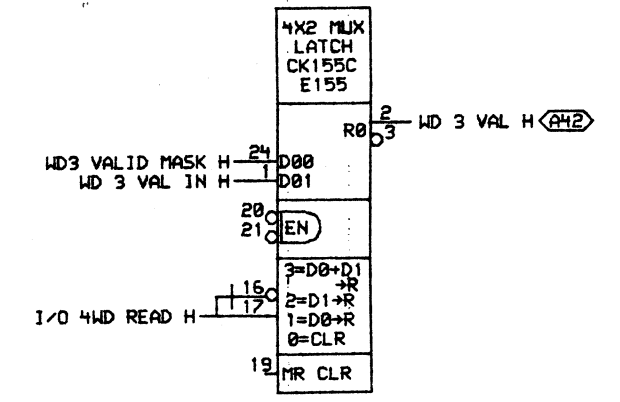 4X2 MUX
LATCH
CK155C
E155
2
WD 3 VAL H A42
R0 3
WD3 VALID MASK H 24 D00
WD 3 VAL IN H 1 D01
20
21 EN
3=D0+D1
→R
16
2=D1→R
17
I/O 4WD READ H
1=D0→R
0=CLR
19 MR CLR